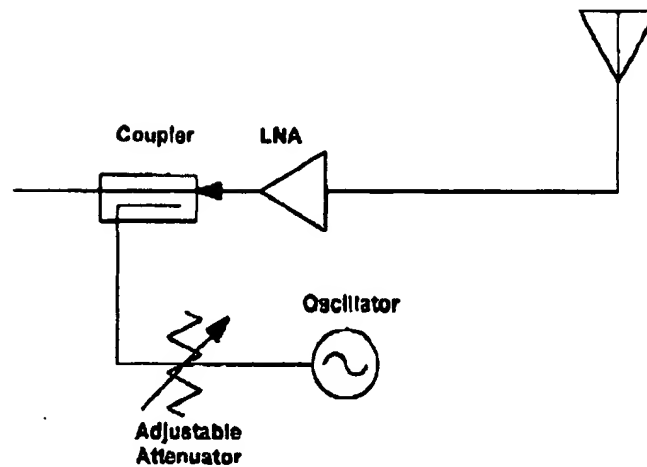 Coupler
LNA
Oscillator
Adjustable
Attenuator